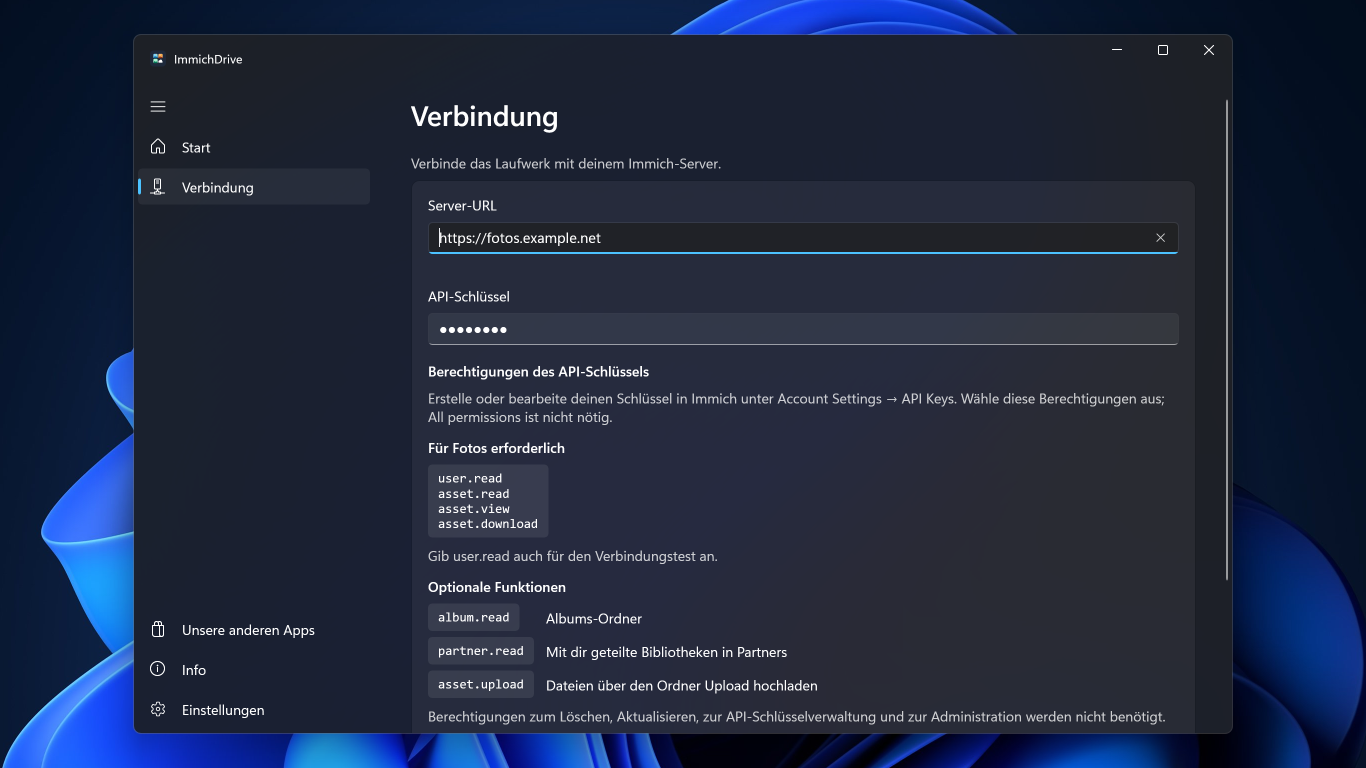 ImmichDrive
Start
Verbindung
Unsere anderen Apps
Info
Einstellungen
Verbindung
Verbinde das Laufwerk mit deinem Immich-Server.
Server-URL
https://fotos.example.net
API-Schlüssel
●●●●●●●●
Berechtigungen des API-Schlüssels
Erstelle oder bearbeite deinen Schlüssel in Immich unter Account Settings → API Keys. Wähle diese Berechtigungen aus;
All permissions ist nicht nötig.
Für Fotos erforderlich
user.read
asset.read
asset.view
asset.download
Gib user.read auch für den Verbindungstest an.
Optionale Funktionen
album.read Albums-Ordner
partner.read Mit dir geteilte Bibliotheken in Partners
asset.upload Dateien über den Ordner Upload hochladen
Berechtigungen zum Löschen, Aktualisieren, zur API-Schlüsselverwaltung und zur Administration werden nicht benötigt.